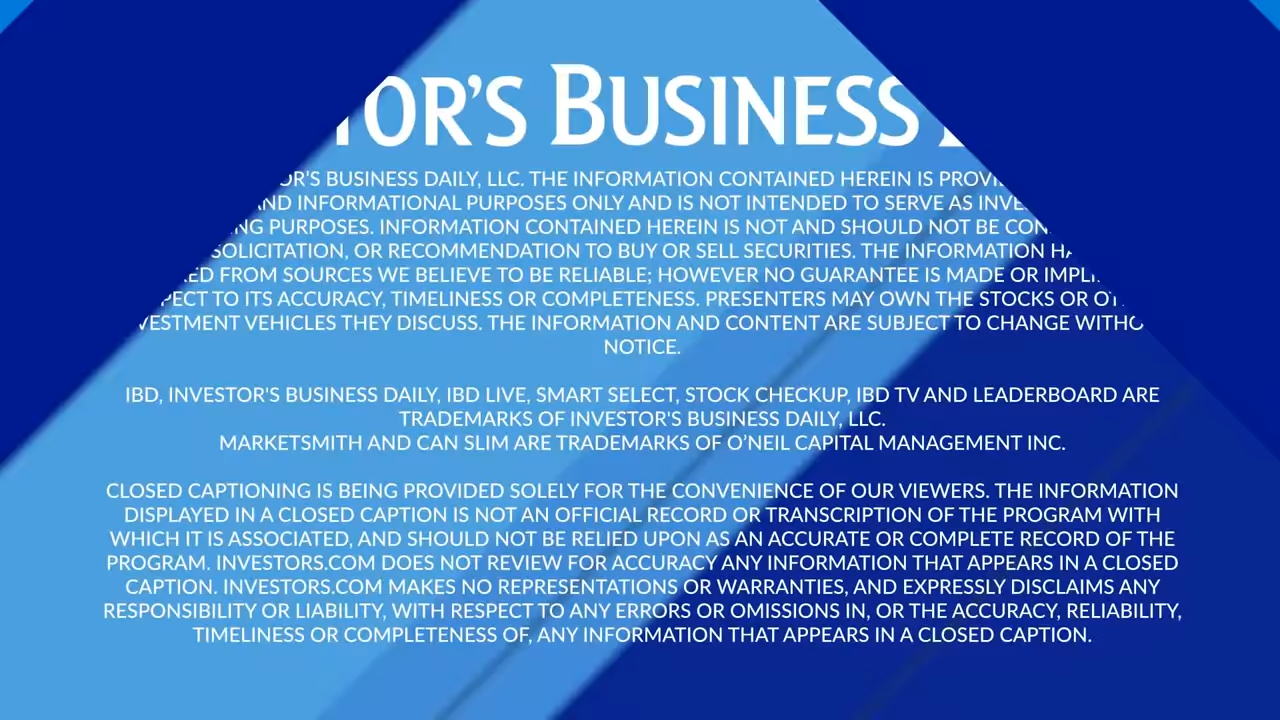 TOR'S BUSINESS
OR'S BUSINESS DAILY, LLC. THE INFORMATION CONTAINED HEREIN IS
AND INFORMATIONAL PURPOSES ONLY AND IS NOT INTENDED TO SERVE AS
PURPOSES. INFORMATION CONTAINED HEREIN IS NOT AND SHOULD NOT BE
SOLICITATION, OR RECOMMENDATION TO BUY OR SELL SECURITIES. THE INFORMATION
FROM SOURCES WE BELIEVE TO BE RELIABLE; HOWEVER NO GUARANTEE IS MADE OR
TO ITS ACCURACY, TIMELINESS OR COMPLETENESS. PRESENTERS MAY OWN THE STOCKS OR
VESTMENT VEHICLES THEY DISCUSS. THE INFORMATION AND CONTENT ARE SUBJECT TO CHANGE
NOTICE.
IBD, INVESTOR'S BUSINESS DAILY, IBD LIVE, SMART SELECT, STOCK CHECKUP, IBD TV AND LEADERBOARD ARE
TRADEMARKS OF INVESTOR'S BUSINESS DAILY, LLC.
MARKETSMITH AND CAN SLIM ARE TRADEMARKS OF O'NEIL CAPITAL MANAGEMENT INC.
CLOSED CAPTIONING IS BEING PROVIDED SOLELY FOR THE CONVENIENCE OF OUR VIEWERS. THE INFORMATION
DISPLAYED IN A CLOSED CAPTION IS NOT AN OFFICIAL RECORD OR TRANSCRIPTION OF THE PROGRAM WITH
WHICH IT IS ASSOCIATED, AND SHOULD NOT BE RELIED UPON AS AN ACCURATE OR COMPLETE RECORD OF THE
PROGRAM. INVESTORS.COM DOES NOT REVIEW FOR ACCURACY ANY INFORMATION THAT APPEARS IN A CLOSED
CAPTION. INVESTORS.COM MAKES NO REPRESENTATIONS OR WARRANTIES, AND EXPRESSLY DISCLAIMS ANY
RESPONSIBILITY OR LIABILITY, WITH RESPECT TO ANY ERRORS OR OMISSIONS IN, OR THE ACCURACY, RELIABILITY,
TIMELINESS OR COMPLETENESS OF, ANY INFORMATION THAT APPEARS IN A CLOSED CAPTION.